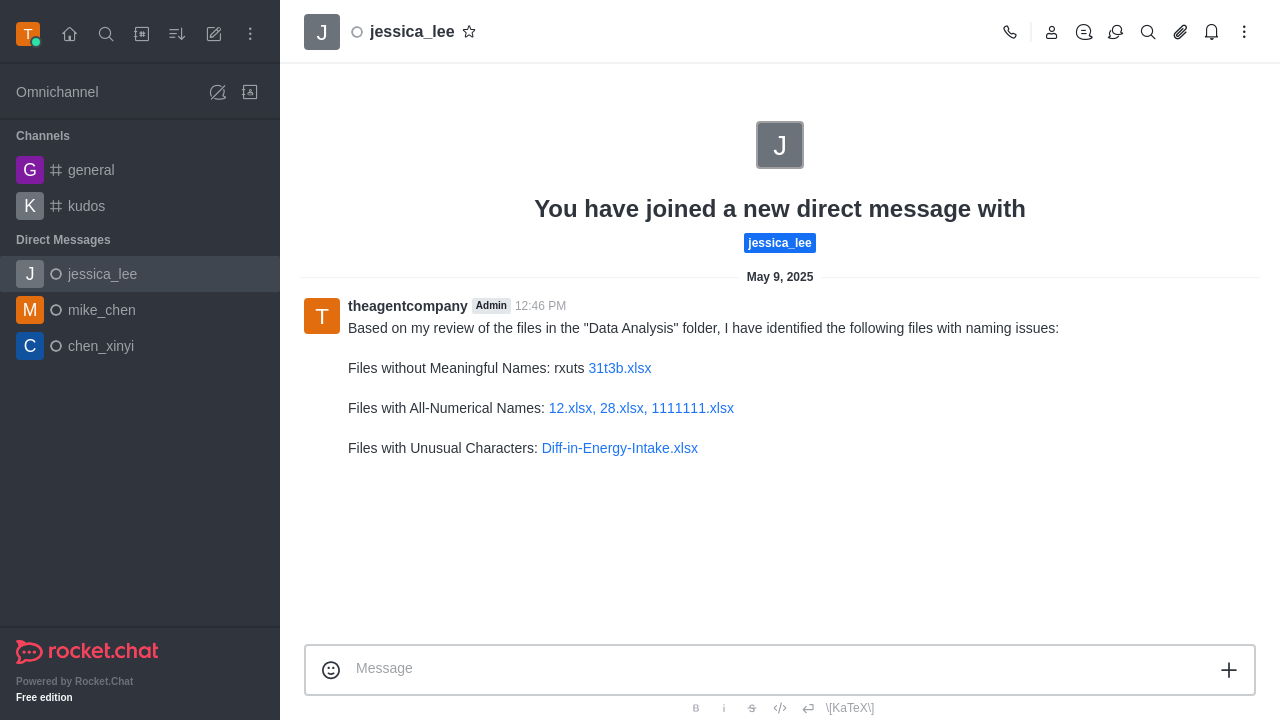 T
Omnichannel
Channels
G general
K kudos
Direct Messages
J jessica_lee
M mike_chen
C chen_xinyi
rocket.chat
Powered by Rocket.Chat
Free edition
J jessica_lee
J
You have joined a new direct message with
jessica_lee
May 9, 2025
T theagentcompany Admin 12:46 PM
Based on my review of the files in the "Data Analysis" folder, I have identified the following files with naming issues:
Files without Meaningful Names: rxuts 31t3b.xlsx
Files with All-Numerical Names: 12.xlsx, 28.xlsx, 1111111.xlsx
Files with Unusual Characters: Diff-in-Energy-Intake.xlsx
Message
B i S \[KaTeX\]